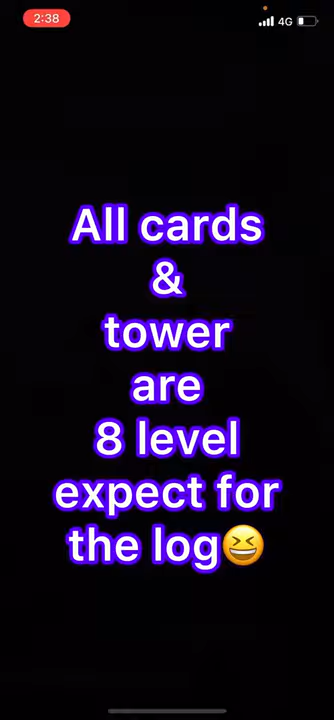 2:38
4G
All cards
&
tower
are
8 level
expect for
the log😆